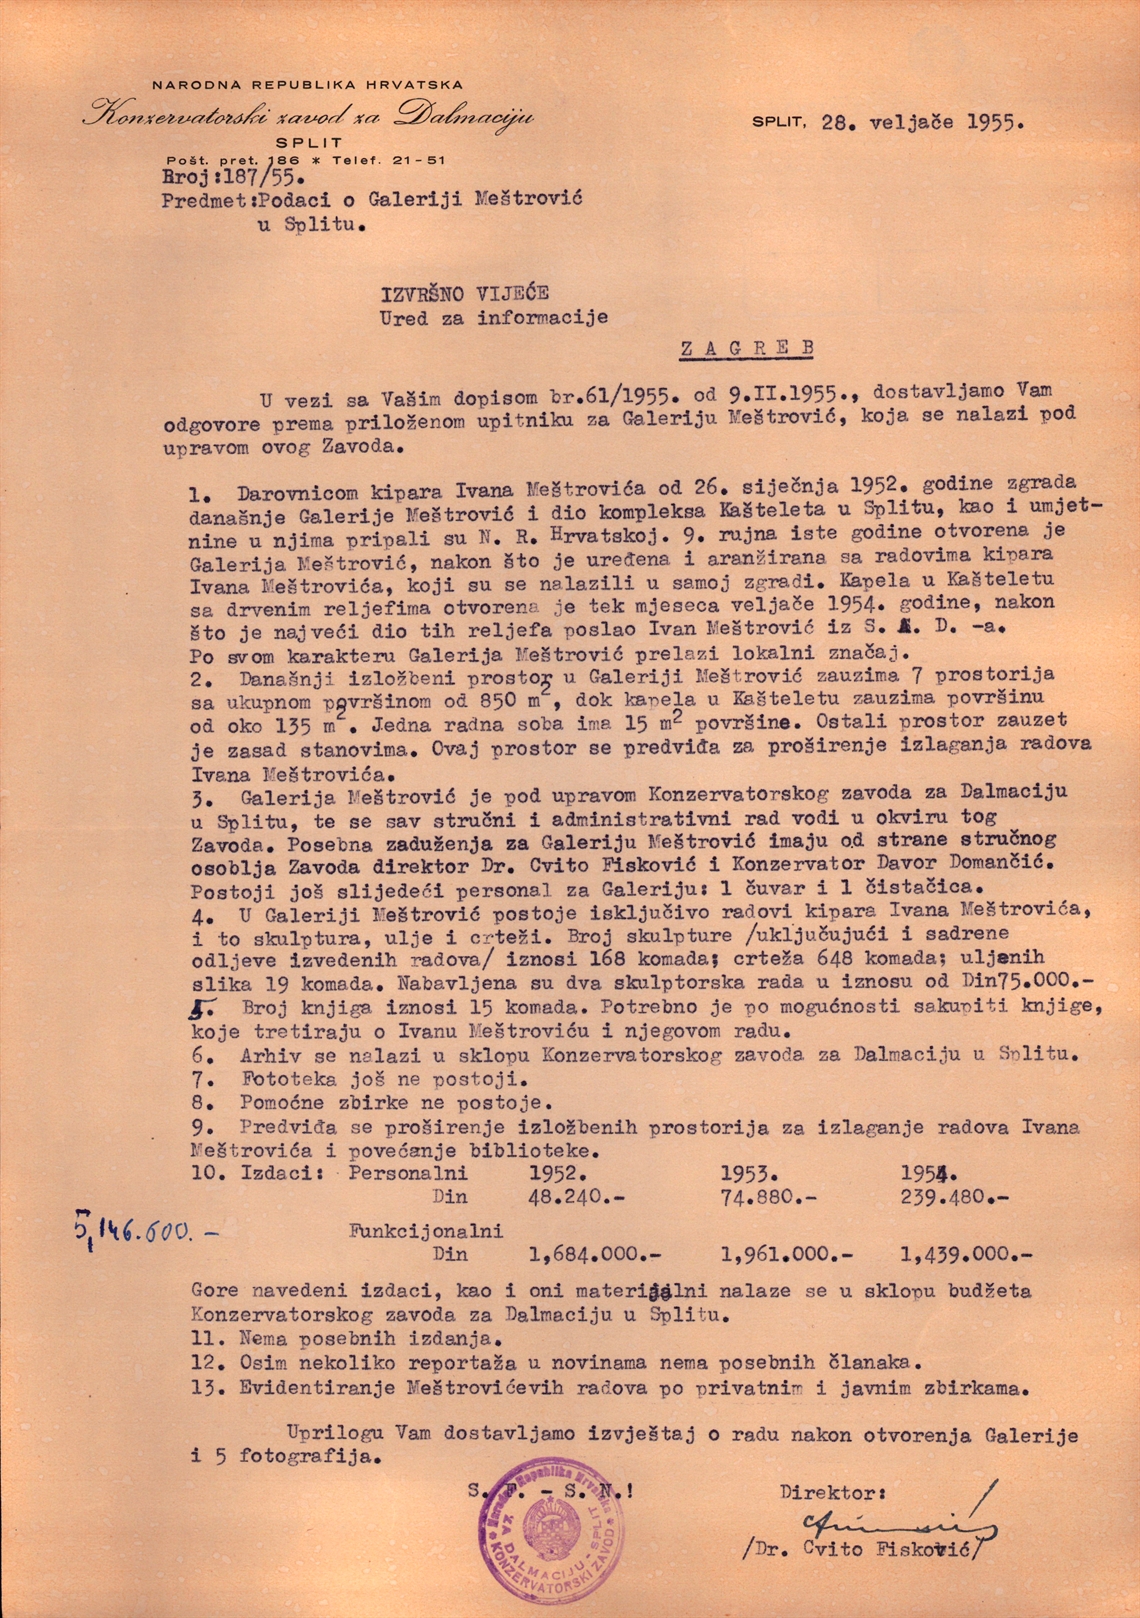 NARODNA REPUBLIKA HRVATSKA
Konzervatorski zavod za Dalmaciju
SPLIT
Pošt. pret. 186 * Telef. 21-51
SPLIT, 28. veljače 1955.
Broj:187/55.
Predmet:Podaci o Galeriji Meštrović
u Splitu.
IZVRŠNO VIJEĆE
Ured za informacije
ZAGREB
U vezi sa Vašim dopisom br.61/1955. od 9.II.1955., dostavljamo Vam
odgovore prema priloženom upitniku za Galeriju Meštrović, koja se nalazi pod
upravom ovog Zavoda.
1. Darovnicom kipara Ivana Meštrovića od 26. siječnja 1952. godine zgrada
današnje Galerije Meštrović i dio kompleksa Kašteleta u Splitu, kao i umjet-
nine u njima pripali su N. R. Hrvatskoj. 9. rujna iste godine otvorena je
Galerija Meštrović, nakon što je uređena i aranžirana sa radovima kipara
Ivana Meštrovića, koji su se nalazili u samoj zgradi. Kapela u Kašteletu
sa drvenim reljefima otvorena je tek mjeseca veljače 1954. godine, nakon
što je najveći dio tih reljefa poslao Ivan Meštrović iz S. A. D. -a.
Po svom karakteru Galerija Meštrović prelazi lokalni značaj.
2. Današnji izložbeni prostor u Galeriji Meštrović zauzima 7 prostorija
sa ukupnom površinom od 850 m2, dok kapela u Kašteletu zauzima površinu
od oko 135 m2. Jedna radna soba ima 15 m2 površine. Ostali prostor zauzet
je zasad stanovima. Ovaj prostor se predviđa za proširenje izlaganja radova
Ivana Meštrovića.
3. Galerija Meštrović je pod upravom Konzervatorskog zavoda za Dalmaciju
u Splitu, te se sav stručni i administrativni rad vodi u okviru tog
Zavoda. Posebna zaduženja za Galeriju Meštrović imaju od strane stručnog
osoblja Zavoda direktor Dr. Cvito Fisković i Konzervator Davor Domančić.
Postoji još slijedeći personal za Galeriju: 1 čuvar i 1 čistačica.
4. U Galeriji Meštrović postoje isključivo radovi kipara Ivana Meštrovića,
i to skulptura, ulje i crteži. Broj skulpture /uključujući i sadrene
odljeve izvedenih radova/ iznosi 168 komada; crteža 648 komada; uljenih
slika 19 komada. Nabavljena su dva skulptorska rada u iznosu od Din75.000.-
5. Broj knjiga iznosi 15 komada. Potrebno je po mogućnosti sakupiti knjige,
koje tretiraju o Ivanu Meštroviću i njegovom radu.
6. Arhiv se nalazi u sklopu Konzervatorskog zavoda za Dalmaciju u Splitu.
7. Fototeka još ne postoji.
8. Pomoćne zbirke ne postoje.
9. Predviđa se proširenje izložbenih prostorija za izlaganje radova Ivana
Meštrovića i povećanje biblioteke.
10. Izdaci: Personalni 1952. 1953. 1954.
Din 48.240.- 74.880.- 239.480.-
5,146.600.-
Funkcijonalni
Din 1,684.000.- 1,961.000.- 1,439.000.-
Gore navedeni izdaci, kao i oni materijalni nalaze se u sklopu budžeta
Konzervatorskog zavoda za Dalmaciju u Splitu.
11. Nema posebnih izdanja.
12. Osim nekoliko reportaža u novinama nema posebnih članaka.
13. Evidentiranje Meštrovićevih radova po privatnim i javnim zbirkama.
Uprilogu Vam dostavljamo izvještaj o radu nakon otvorenja Galerije
i 5 fotografija.
S. F. - S. N.!
Direktor:
/Dr. Cvito Fisković/
Narodna Republika Hrvatska
KONZERVATORSKI ZAVOD
ZA DALMACIJU - SPLIT